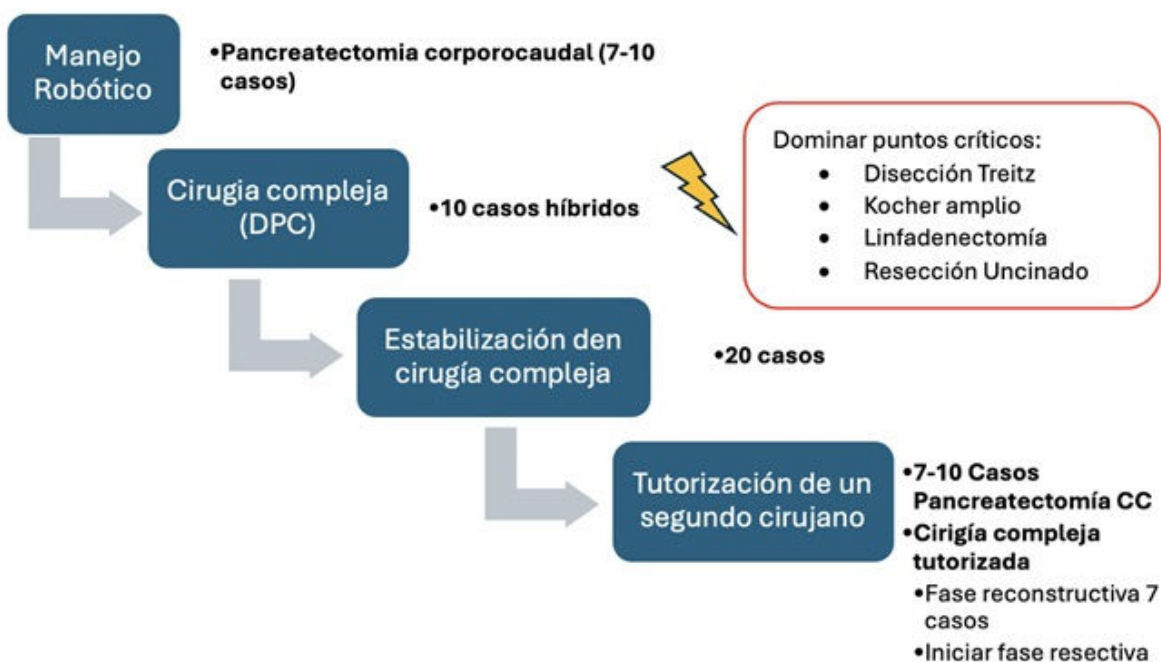 Manejo
Robótico
•Pancreatectomia corporocaudal (7-10
casos)
Cirugia compleja
(DPC)
•10 casos híbridos
Dominar puntos críticos:
• Disección Treitz
• Kocher amplio
• Linfadenectomía
• Resección Uncinado
Estabilización den
cirugía compleja
•20 casos
Tutorización de un
segundo cirujano
•7-10 Casos
Pancreatectomía CC
•Cirigía compleja
tutorizada
•Fase reconstructiva 7
casos
•Iniciar fase resectiva